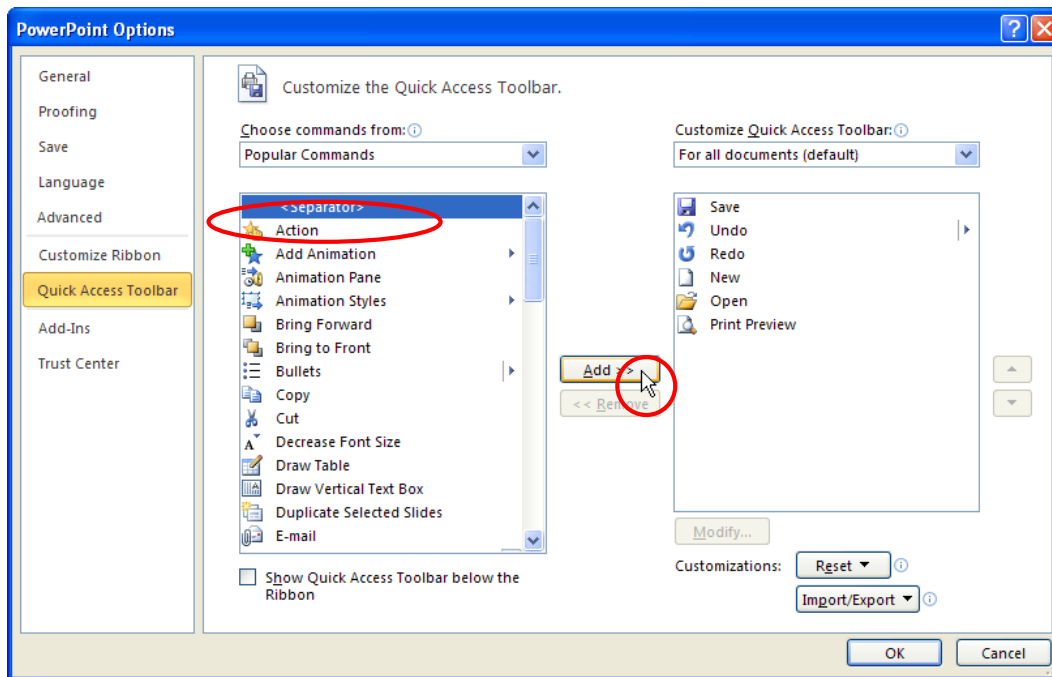 PowerPoint Options
General
Proofing
Save
Language
Advanced
Customize Ribbon
Quick Access Toolbar
Add-Ins
Trust Center
Customize the Quick Access Toolbar.
Choose commands from:
Popular Commands
<Separator>
Action
Add Animation
Animation Pane
Animation Styles
Bring Forward
Bring to Front
Bullets
Copy
Cut
Decrease Font Size
Draw Table
Draw Vertical Text Box
Duplicate Selected Slides
E-mail
Show Quick Access Toolbar below the
Ribbon
Add >>
<< Remove
Customize Quick Access Toolbar:
For all documents (default)
Save
Undo
Redo
New
Open
Print Preview
Modify...
Customizations:
Reset
Import/Export
OK
Cancel